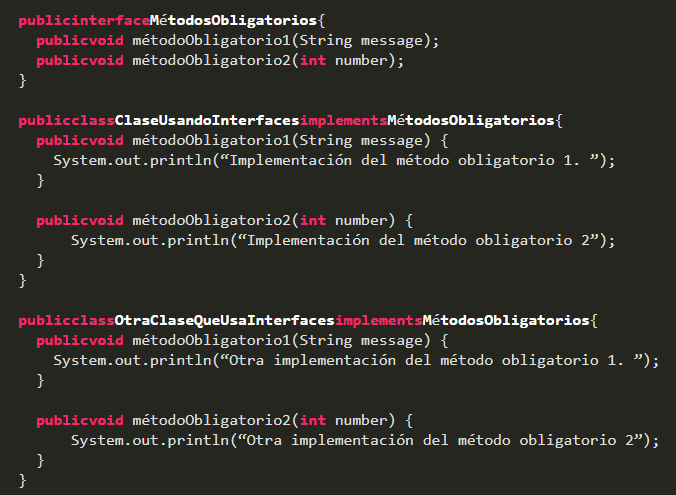 publicinterfaceMétodosObligatorios{
publicvoid métodoObligatorio1(String message);
publicvoid métodoObligatorio2(int number);
}
publicclassClaseUsandoInterfacesimplementsMétodosObligatorios{
publicvoid métodoObligatorio1(String message) {
System.out.println(“Implementación del método obligatorio 1. ”);
}
publicvoid métodoObligatorio2(int number) {
System.out.println(“Implementación del método obligatorio 2”);
}
}
publicclassOtraClaseQueUsaInterfacesimplementsMétodosObligatorios{
publicvoid métodoObligatorio1(String message) {
System.out.println(“Otra implementación del método obligatorio 1. ”);
}
publicvoid métodoObligatorio2(int number) {
System.out.println(“Otra implementación del método obligatorio 2”);
}
}